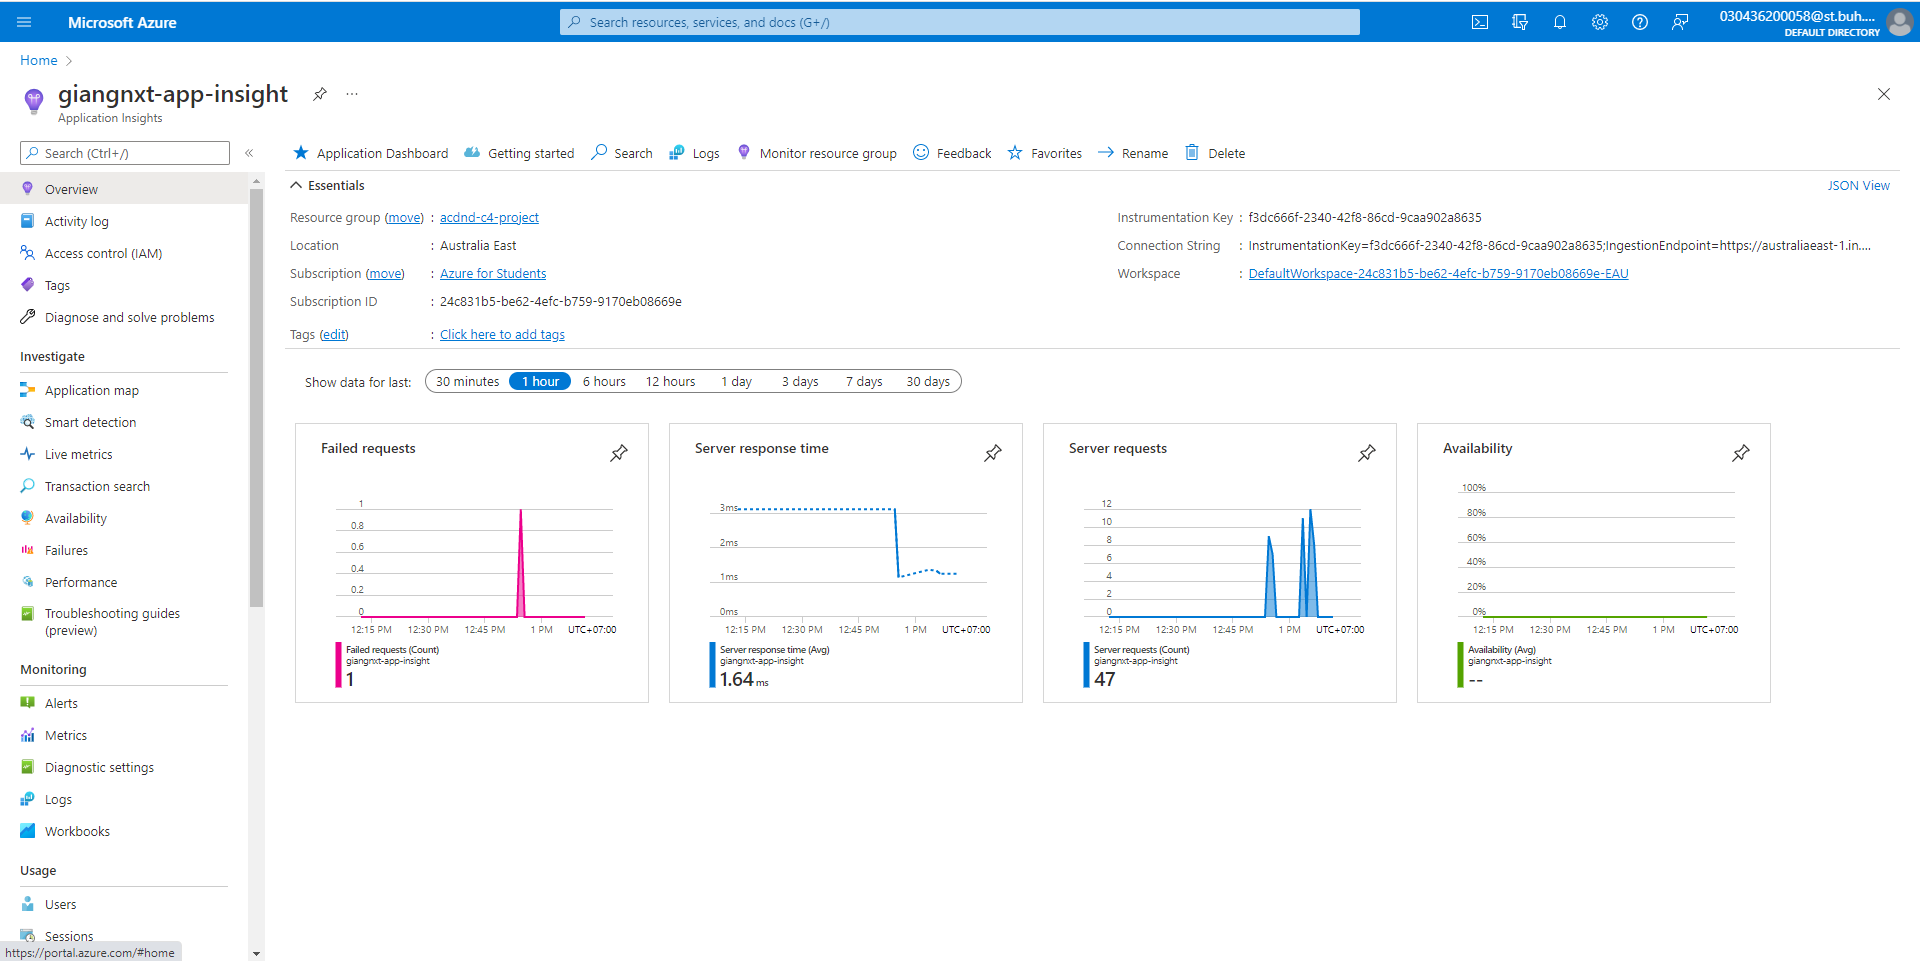 Microsoft Azure
Search resources, services, and docs (G+/)
030436200058@st.buh....
DEFAULT DIRECTORY
Home
giangnxt-app-insight
Application Insights
Search (Ctrl+/)
Application Dashboard
Getting started
Search
Logs
Monitor resource group
Feedback
Favorites
Rename
Delete
Overview
Activity log
Access control (IAM)
Tags
Diagnose and solve problems
Investigate
Application map
Smart detection
Live metrics
Transaction search
Availability
Failures
Performance
Troubleshooting guides
(preview)
Monitoring
Alerts
Metrics
Diagnostic settings
Logs
Workbooks
Usage
Users
Sessions
https://portal.azure.com/#home
Essentials
JSON View
Resource group (move) : acdnd-c4-project
Location : Australia East
Subscription (move) : Azure for Students
Subscription ID : 24c831b5-be62-4efc-b759-9170eb08669e
Tags (edit) : Click here to add tags
Instrumentation Key : f3dc666f-2340-42f8-86cd-9caa902a8635
Connection String : InstrumentationKey=f3dc666f-2340-42f8-86cd-9caa902a8635;IngestionEndpoint=https://australiaeast-1.in....
Workspace : DefaultWorkspace-24c831b5-be62-4efc-b759-9170eb08669e-EAU
Show data for last: 30 minutes 1 hour 6 hours 12 hours 1 day 3 days 7 days 30 days
Failed requests
1
0.8
0.6
0.4
0.2
0
12:15 PM 12:30 PM 12:45 PM 1 PM UTC+07:00
Failed requests (Count)
giangnxt-app-insight
1
Server response time
3ms
2ms
1ms
0ms
12:15 PM 12:30 PM 12:45 PM 1 PM UTC+07:00
Server response time (Avg)
giangnxt-app-insight
1.64 ms
Server requests
12
10
8
6
4
2
0
12:15 PM 12:30 PM 12:45 PM 1 PM UTC+07:00
Server requests (Count)
giangnxt-app-insight
47
Availability
100%
80%
60%
40%
20%
0%
12:15 PM 12:30 PM 12:45 PM 1 PM UTC+07:00
Availability (Avg)
giangnxt-app-insight
--